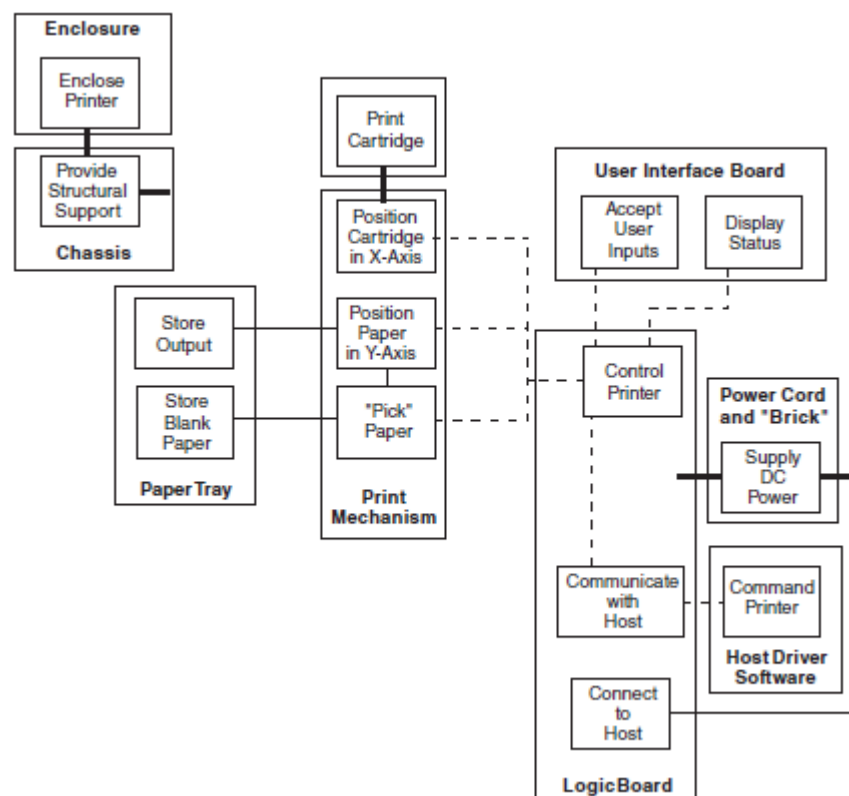 Enclosure
Enclose
Printer
Provide
Structural
Support
Chassis
Print
Cartridge
Position
Cartridge
in X-Axis
Position
Paper
in Y-Axis
"Pick"
Paper
Print
Mechanism
Store
Output
Store
Blank
Paper
Paper Tray
User Interface Board
Accept
User
Inputs
Display
Status
Control
Printer
Communicate
with
Host
Connect
to
Host
Logic Board
Power Cord
and "Brick"
Supply
DC
Power
Command
Printer
Host Driver
Software